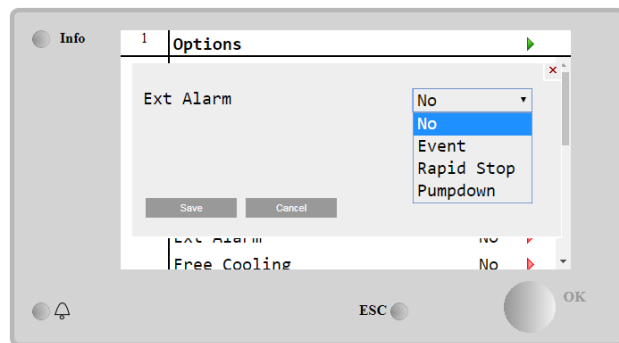 Info
1 Options
×
Ext Alarm No
No
Event
Rapid Stop
Pumpdown
Save Cancel
Ext Alarm No
Free Cooling No
ESC OK